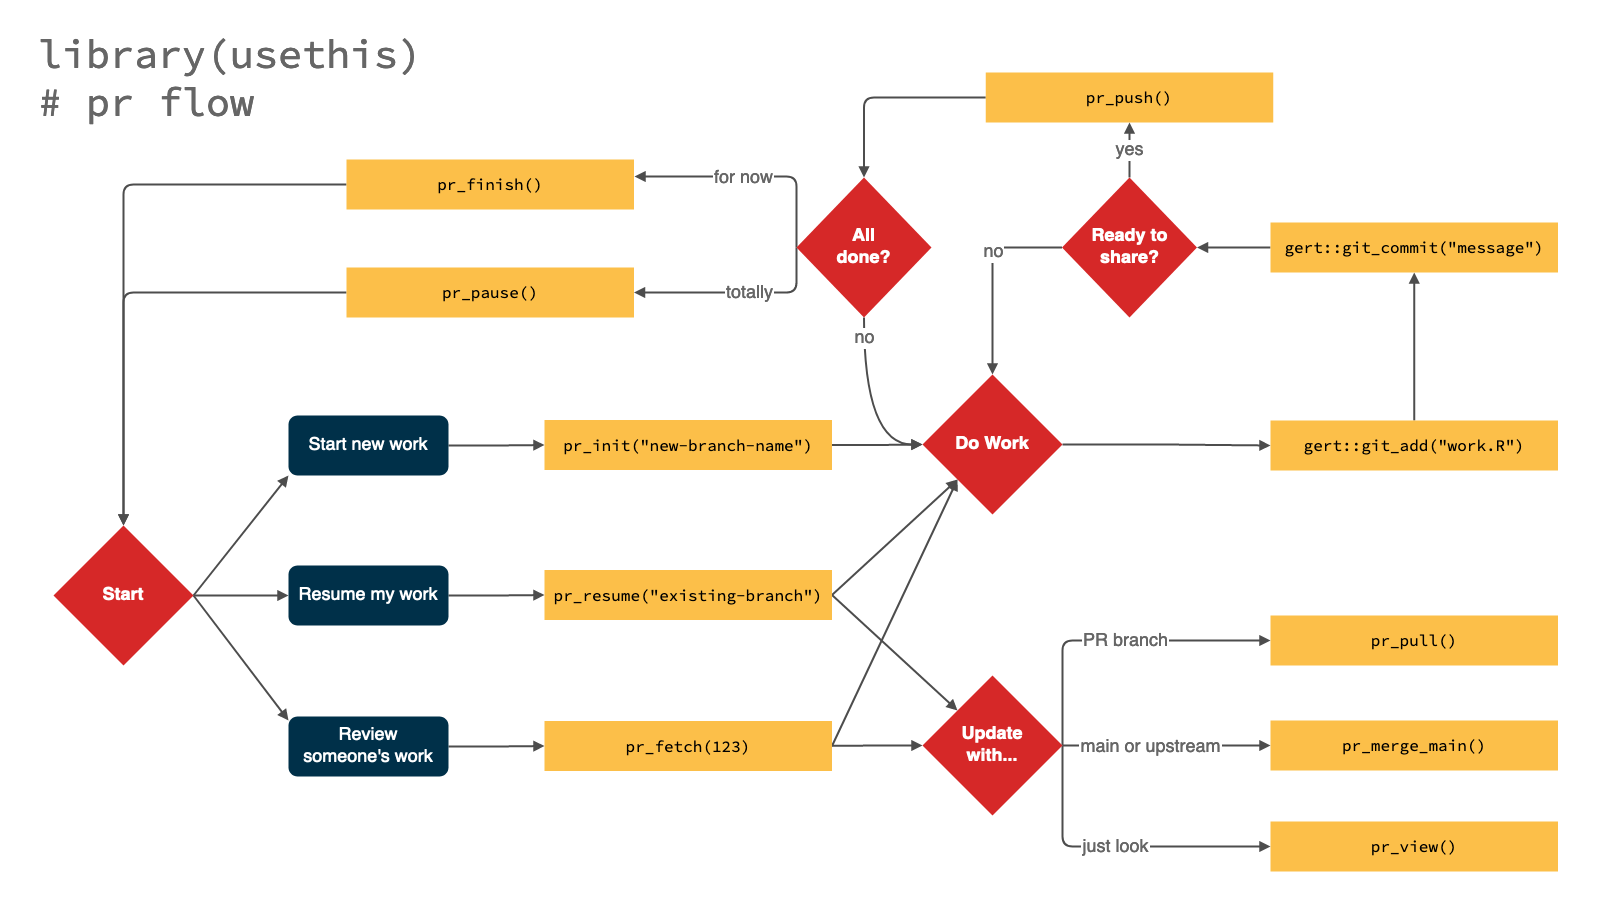 library(usethis)
# pr flow
pr_push()
yes
pr_finish()
for now
All
done?
no
Ready to
share?
gert::git_commit("message")
pr_pause()
totally
no
Start new work
pr_init("new-branch-name")
Do Work
gert::git_add("work.R")
Start
Resume my work
pr_resume("existing-branch")
PR branch
pr_pull()
Review
someone's work
pr_fetch(123)
Update
with...
main or upstream
pr_merge_main()
just look
pr_view()